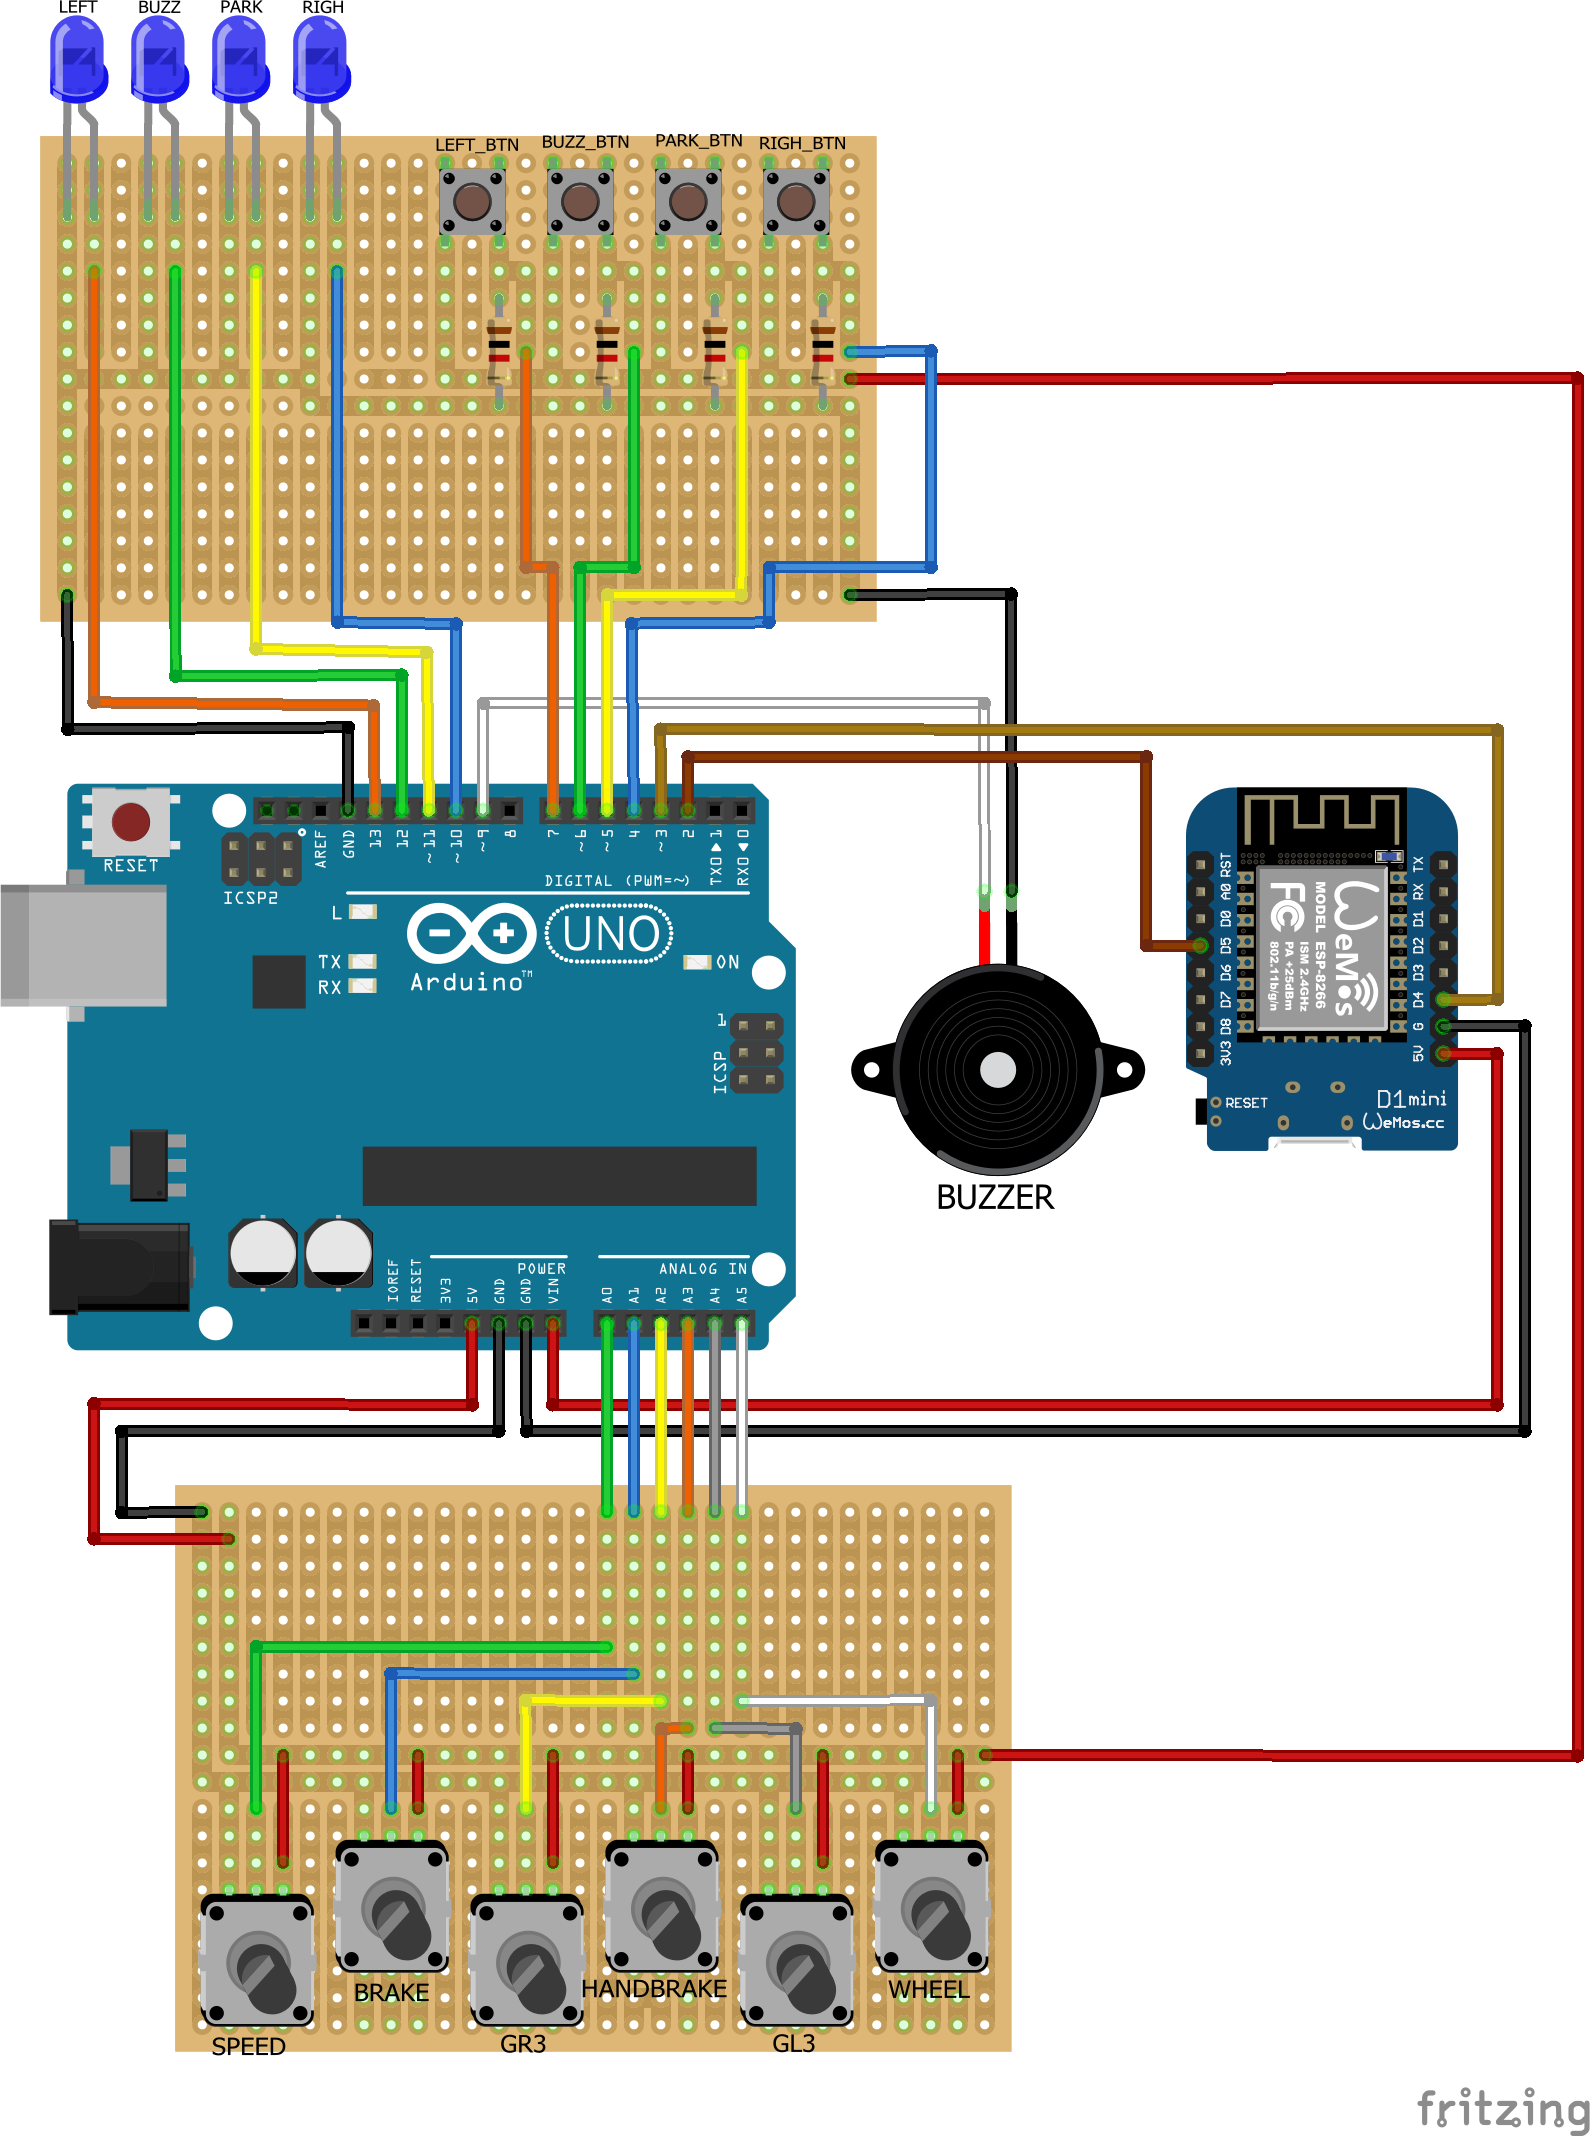 LEFT BUZZ PARK RIGH
LEFT_BTN BUZZ_BTN PARK_BTN RIGH_BTN
RESET
ICSP2
AREF
GND
13
12
~11
~10
~9
8
7
~6
~5
4
~3
2
TX0▶1
RX0◀0
DIGITAL (PWM=~)
L
TX
RX
UNO
Arduino™
ON
1
ICSP
POWER
ANALOG IN
IOREF
RESET
3V3
5V
GND
GND
VIN
A0
A1
A2
A3
A4
A5
BUZZER
RST
A0
D0
D5
D6
D7
D8
3V3
TX
RX
D1
D2
D3
D4
G
5V
WeMos
MODEL ESP-8266
ISM 2.4GHz
PA +25dBm
802.11b/g/n
FC
RESET
D1mini
WeMos.cc
SPEED
BRAKE
GR3
HANDBRAKE
GL3
WHEEL
fritzing